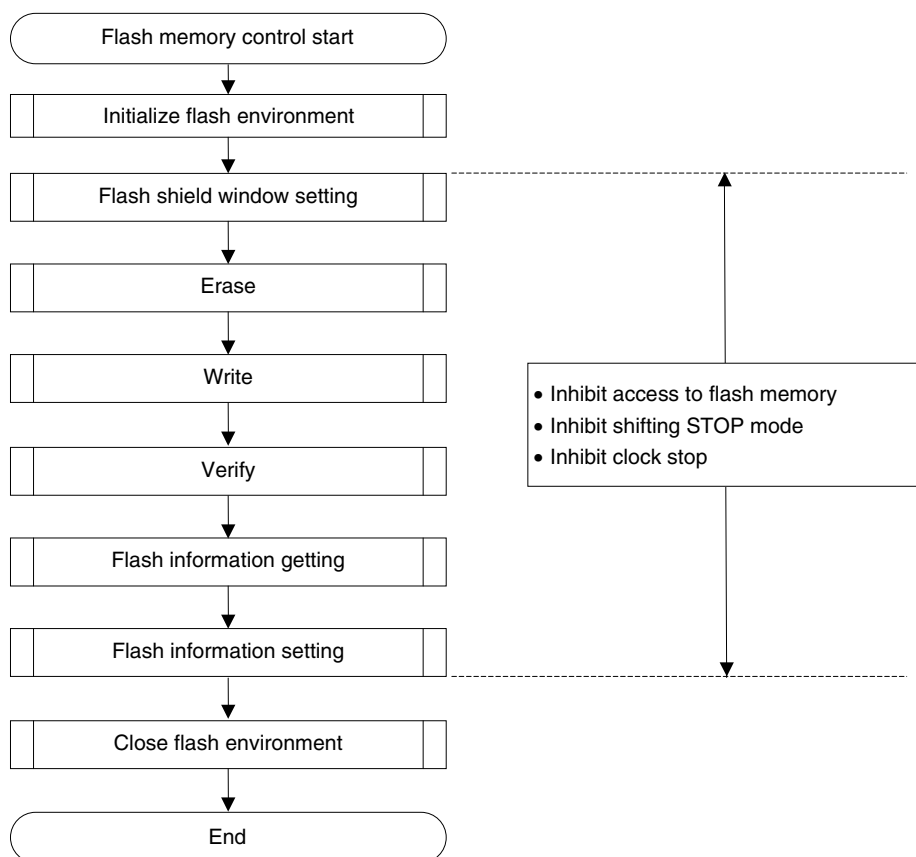 Flash memory control start
Initialize flash environment
Flash shield window setting
Erase
Write
Verify
Flash information getting
Flash information setting
Close flash environment
End
• Inhibit access to flash memory
• Inhibit shifting STOP mode
• Inhibit clock stop